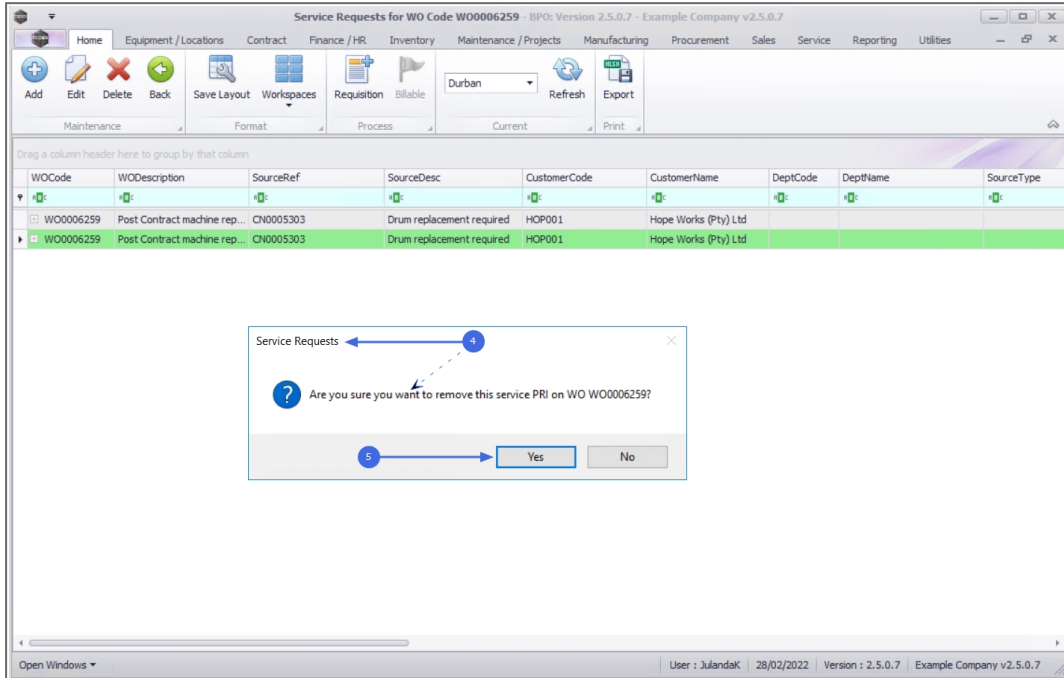 Service Requests for WO Code WO0006259 - BPO: Version 2.5.0.7 - Example Company v2.5.0.7
Home Equipment / Locations Contract Finance / HR Inventory Maintenance / Projects Manufacturing Procurement Sales Service Reporting Utilities
Durban
Add Edit Delete Back Save Layout Workspaces Requisition Billable Refresh Export
Maintenance Format Process Current Print
Drag a column header here to group by that column
WOCode WODescription SourceRef SourceDesc CustomerCode CustomerName DeptCode DeptName SourceType
WO0006259 Post Contract machine rep... CN0005303 Drum replacement required HOP001 Hope Works (Pty) Ltd
WO0006259 Post Contract machine rep... CN0005303 Drum replacement required HOP001 Hope Works (Pty) Ltd
Service Requests 4
Are you sure you want to remove this service PRI on WO WO0006259?
5 Yes No
Open Windows User : JulandaK 28/02/2022 Version : 2.5.0.7 Example Company v2.5.0.7